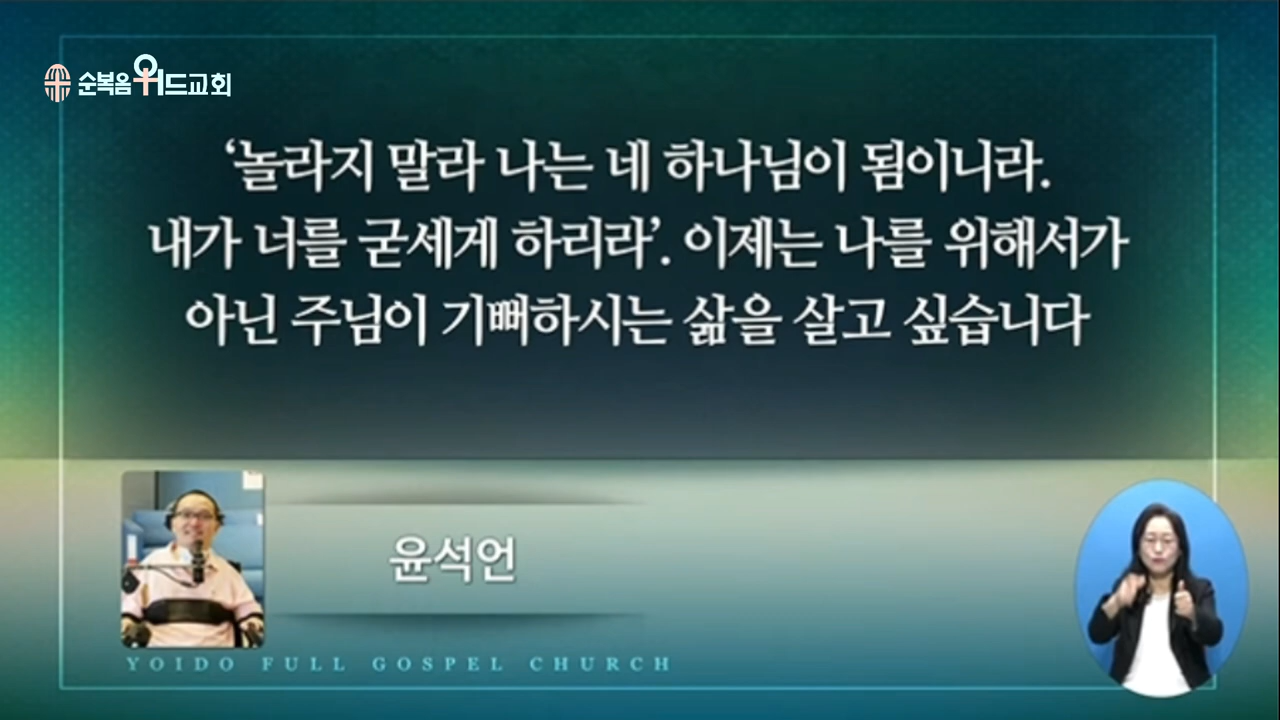 순복음위드교회
‘놀라지 말라 나는 네 하나님이 됨이니라.
내가 너를 굳세게 하리라’. 이제는 나를 위해서가
아닌 주님이 기뻐하시는 삶을 살고 싶습니다
윤석언
YOIDO FULL GOSPEL CHURCH